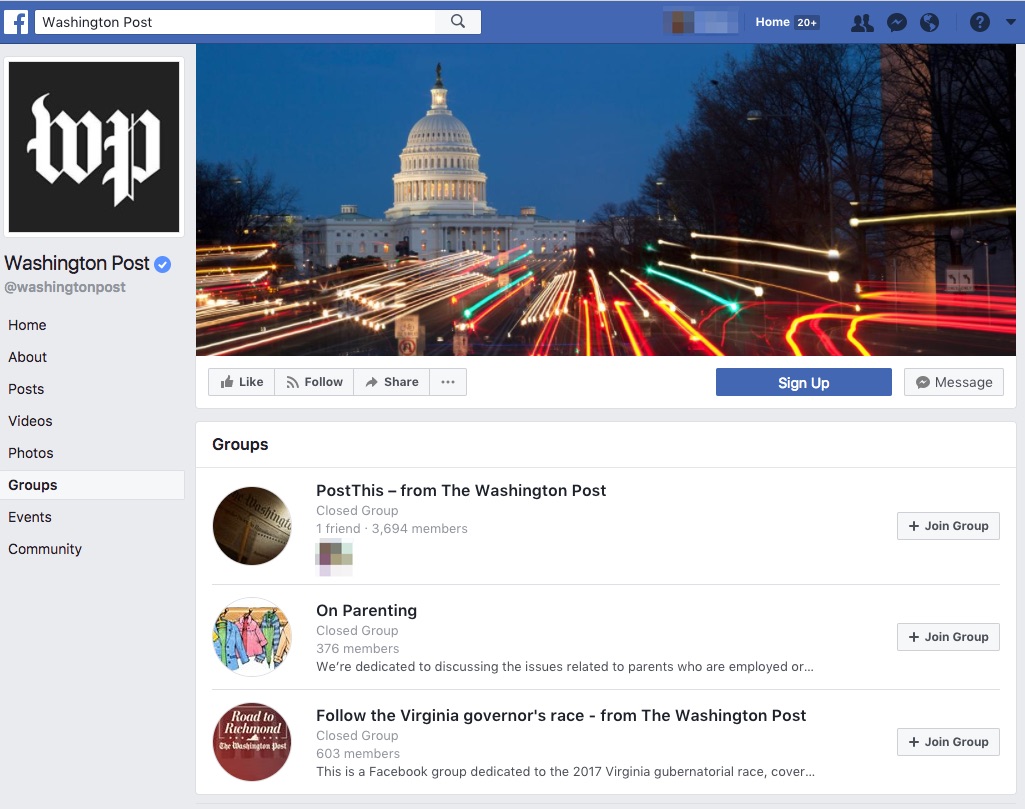 Washington Post
Home 20+
wp
Washington Post
@washingtonpost
Home
About
Posts
Videos
Photos
Groups
Events
Community
Like
Follow
Share
Sign Up
Message
Groups
PostThis – from The Washington Post
Closed Group
1 friend · 3,694 members
+ Join Group
On Parenting
Closed Group
376 members
We're dedicated to discussing the issues related to parents who are employed or...
+ Join Group
Road to
Richmond
The Washington Post
Follow the Virginia governor's race - from The Washington Post
Closed Group
603 members
This is a Facebook group dedicated to the 2017 Virginia gubernatorial race, cover...
+ Join Group